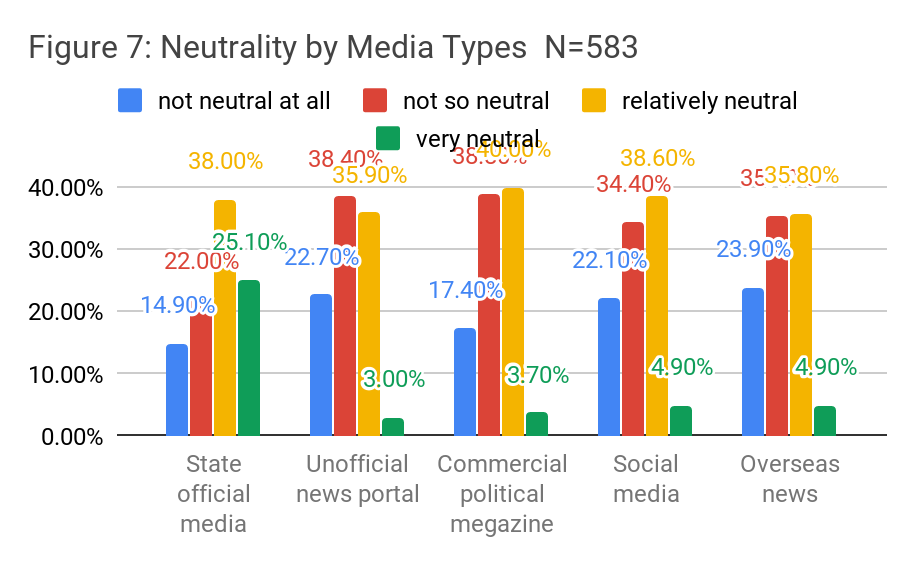 Figure 7: Neutrality by Media Types N=583
not neutral at all
not so neutral
relatively neutral
very neutral
40.00%
30.00%
20.00%
10.00%
0.00%
14.90%
22.00%
38.00%
25.10%
22.70%
38.40%
35.90%
3.00%
17.40%
40.00%
3.70%
22.10%
34.40%
38.60%
4.90%
23.90%
35.80%
4.90%
State
official
media
Unofficial
news portal
Commercial
political
megazine
Social
media
Overseas
news